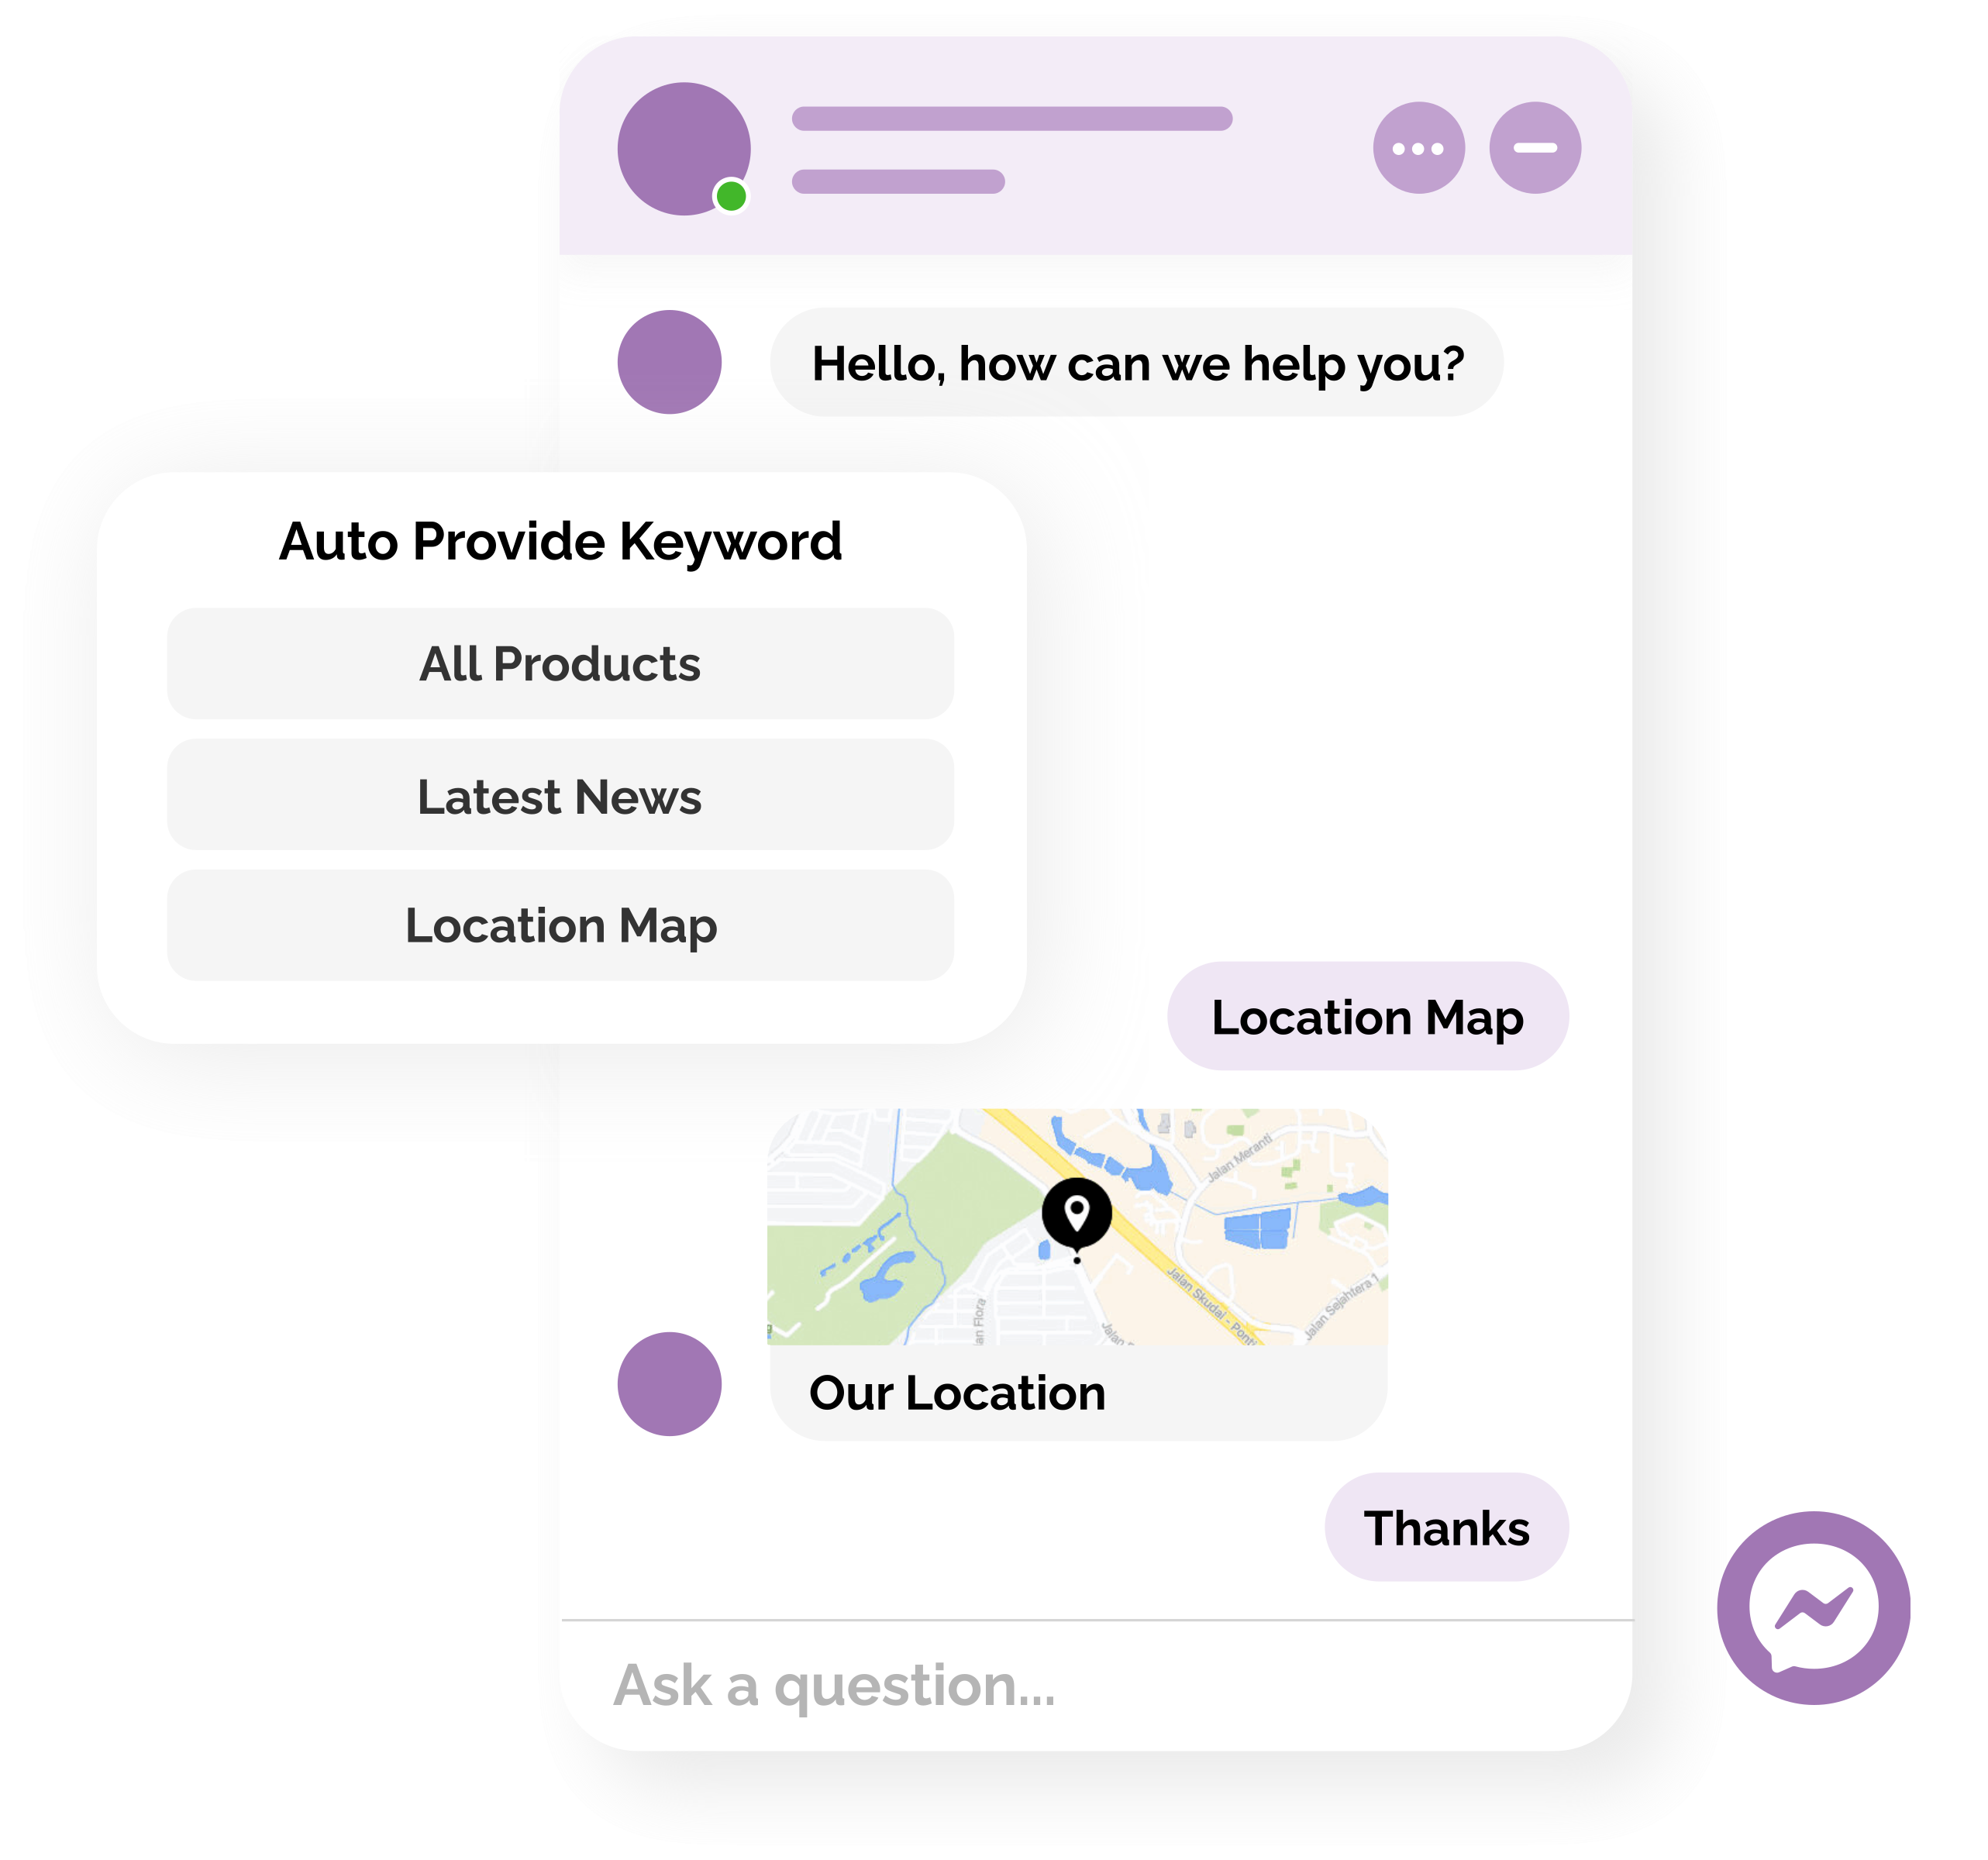 Hello, how can we help you?
Auto Provide Keyword
All Products
Latest News
Location Map
Location Map
Jalan Meranti
Jalan Skudai - Ponti
Jalan Sejahtera 1
an Flora
Jalan
Our Location
Thanks
Ask a question...